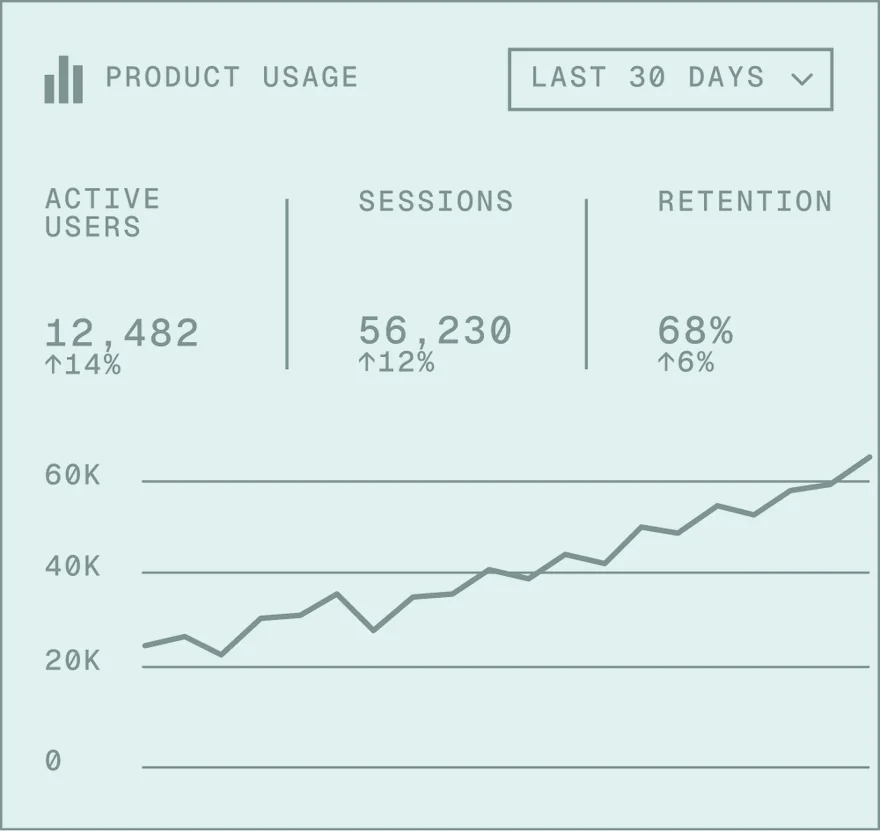 PRODUCT USAGE
LAST 30 DAYS
ACTIVE
USERS
12,482
↑14%
SESSIONS
56,230
↑12%
RETENTION
68%
↑6%
60K
40K
20K
0